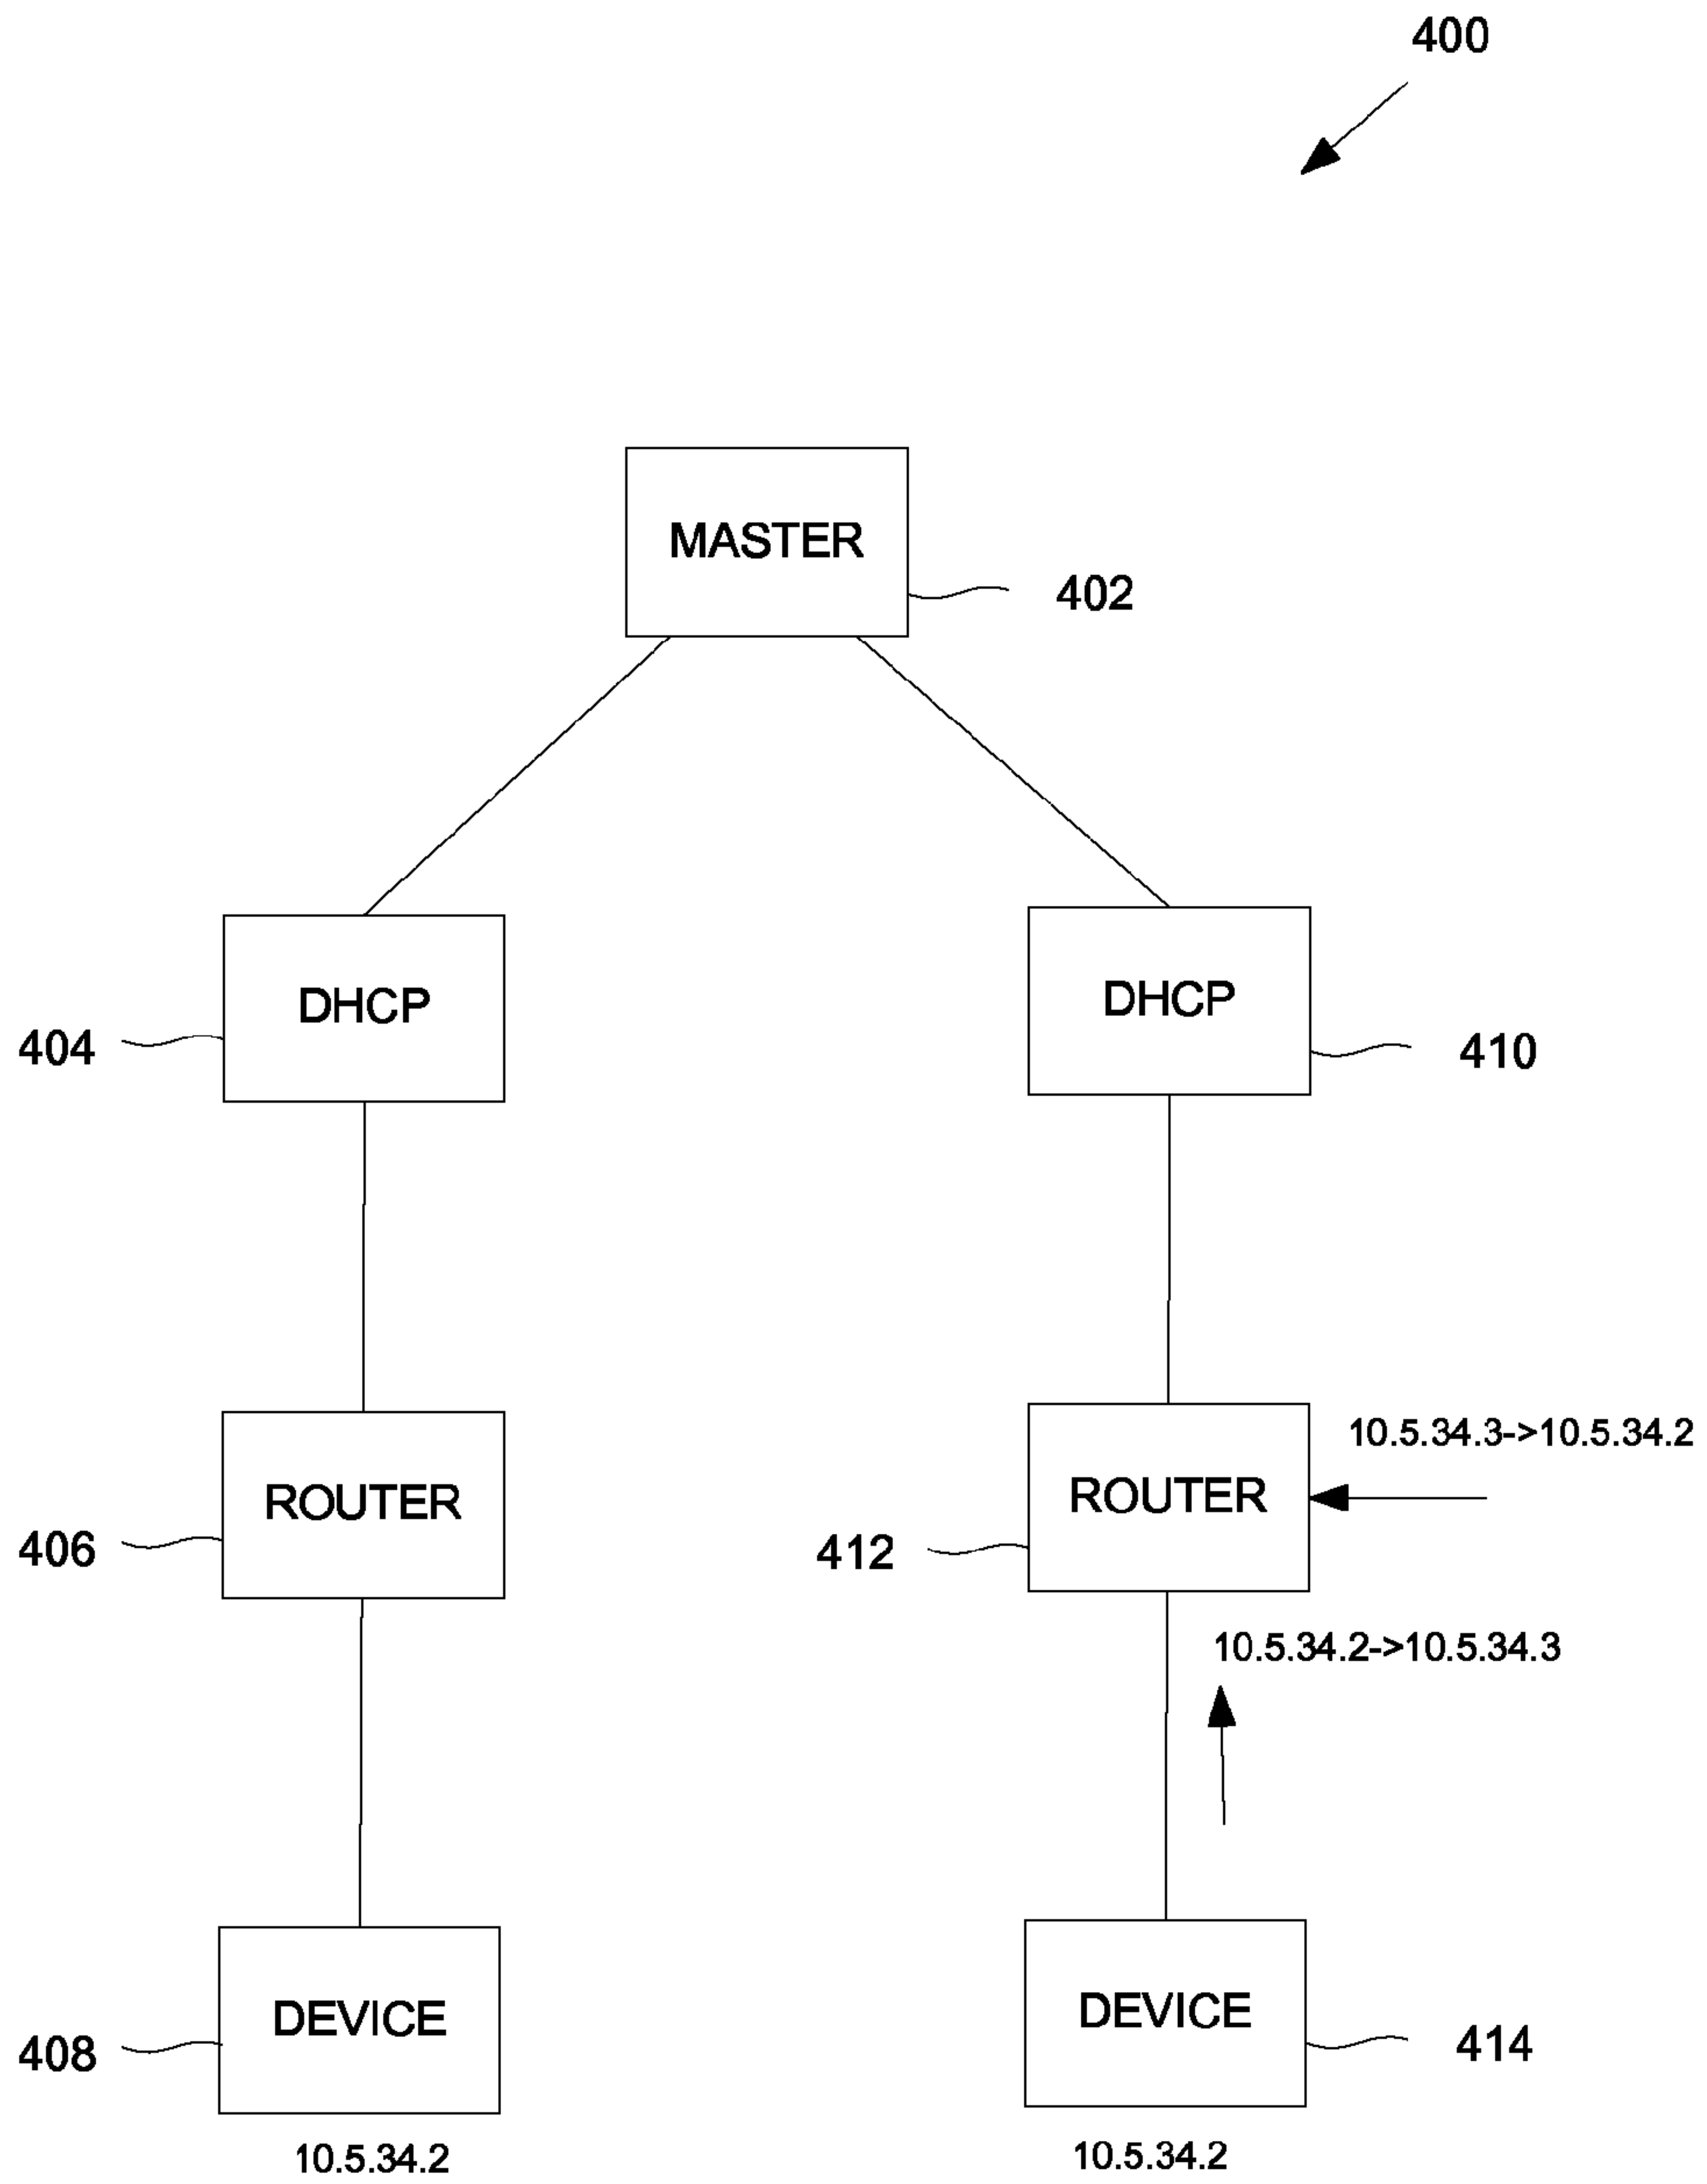 400
MASTER
402
DHCP
DHCP
404
410
10.5.34.3->10.5.34.2
ROUTER
ROUTER
406
412
10.5.34.2->10.5.34.3
DEVICE
DEVICE
408
414
10.5.34.2
10.5.34.2